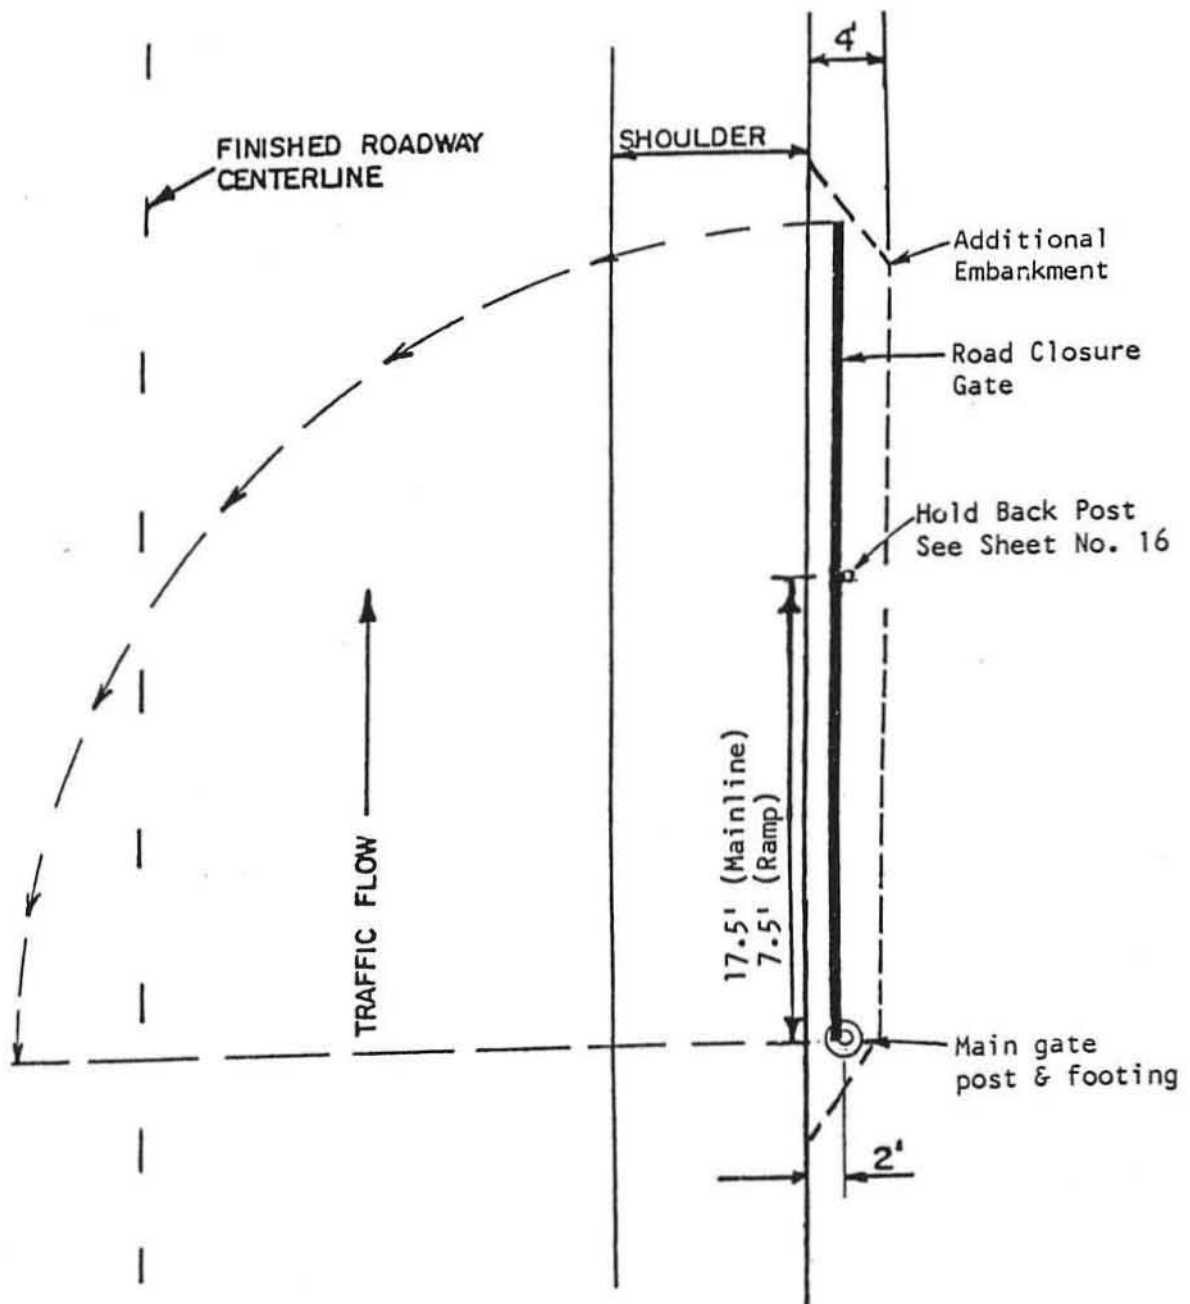 4'
FINISHED ROADWAY
CENTERLINE
SHOULDER
Additional
Embankment
Road Closure
Gate
Hold Back Post
See Sheet No. 16
17.5' (Mainline)
7.5' (Ramp)
TRAFFIC FLOW
Main gate
post & footing
2'